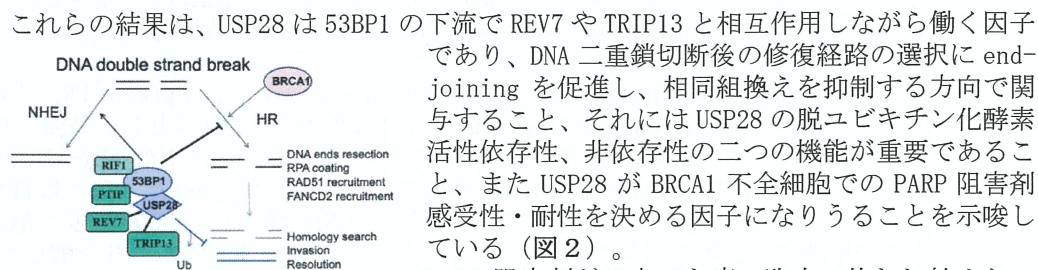 これらの結果は、USP28 は 53BP1 の下流で REV7 や TRIP13 と相互作用しながら働く因子
であり、DNA 二重鎖切断後の修復経路の選択に end-
joining を促進し、相同組換えを抑制する方向で関
与すること、それには USP28 の脱ユビキチン化酵素
活性依存性、非依存性の二つの機能が重要であるこ
と、また USP28 が BRCA1 不全細胞での PARP 阻害剤
感受性・耐性を決める因子になりうることを示唆し
ている（図２）。
DNA double strand break
BRCA1
NHEJ
HR
RIF1
53BP1
PTIP
USP28
REV7
TRIP13
Ub
DNA ends resection
RPA coating
RAD51 recruitment
FANCD2 recruitment
Homology search
Invasion
Resolution